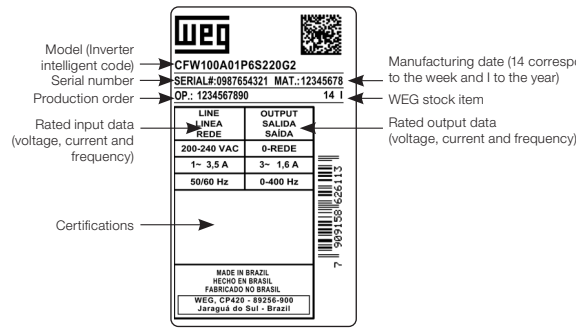 weg
CFW100A01P6S220G2
SERIAL#:0987654321 MAT.:12345678
OP.: 1234567890 14 I
LINE
LINEA
REDE
OUTPUT
SALIDA
SAÍDA
200-240 VAC 0-REDE
1~ 3,5 A 3~ 1,6 A
50/60 Hz 0-400 Hz
7 909158 626113
MADE IN BRAZIL
HECHO EN BRASIL
FABRICADO NO BRASIL
WEG, CP420 - 89256-900
Jaraguá do Sul - Brazil
Model (Inverter
intelligent code)
Serial number
Production order
Rated input data
(voltage, current and
frequency)
Certifications
Manufacturing date (14 correspo
to the week and I to the year)
WEG stock item
Rated output data
(voltage, current and frequency)